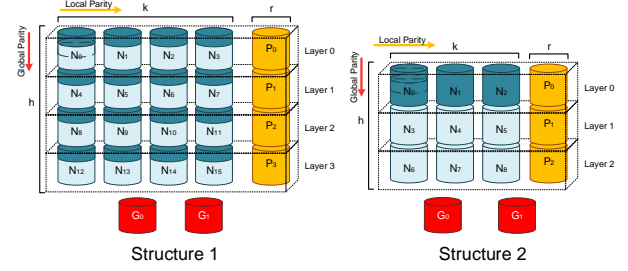 Local Parity
k
r
Global Parity
h
N0 N1 N2 N3 P0 Layer 0
N4 N5 N6 N7 P1 Layer 1
N8 N9 N10 N11 P2 Layer 2
N12 N13 N14 N15 P3 Layer 3
G0 G1
Structure 1
Local Parity
k
r
Global Parity
h
N0 N1 N2 P0 Layer 0
N3 N4 N5 P1 Layer 1
N6 N7 N8 P2 Layer 2
G0 G1
Structure 2